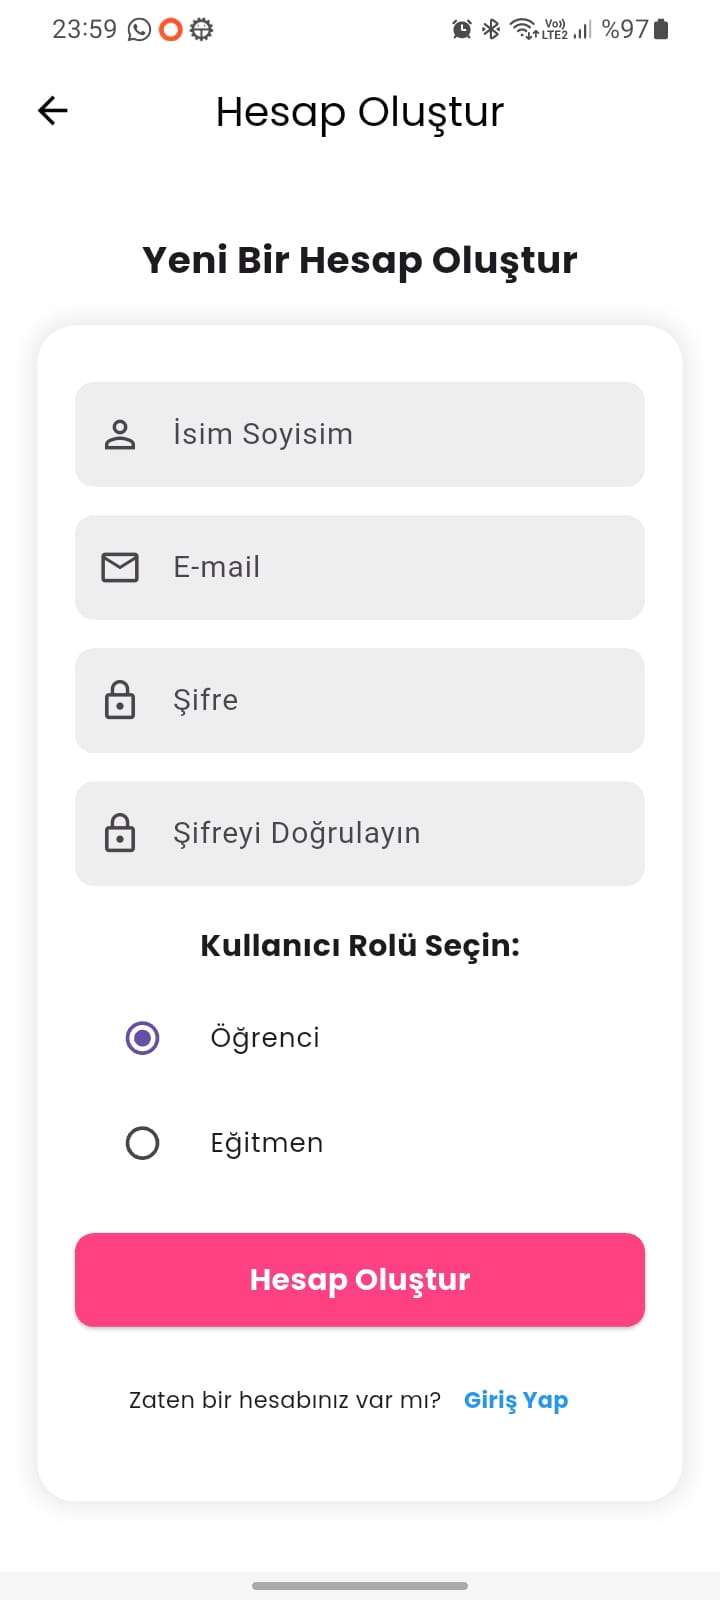 23:59 Vo)) LTE2 %97
Hesap Oluştur
Yeni Bir Hesap Oluştur
İsim Soyisim
E-mail
Şifre
Şifreyi Doğrulayın
Kullanıcı Rolü Seçin:
Öğrenci
Eğitmen
Hesap Oluştur
Zaten bir hesabınız var mı? Giriş Yap